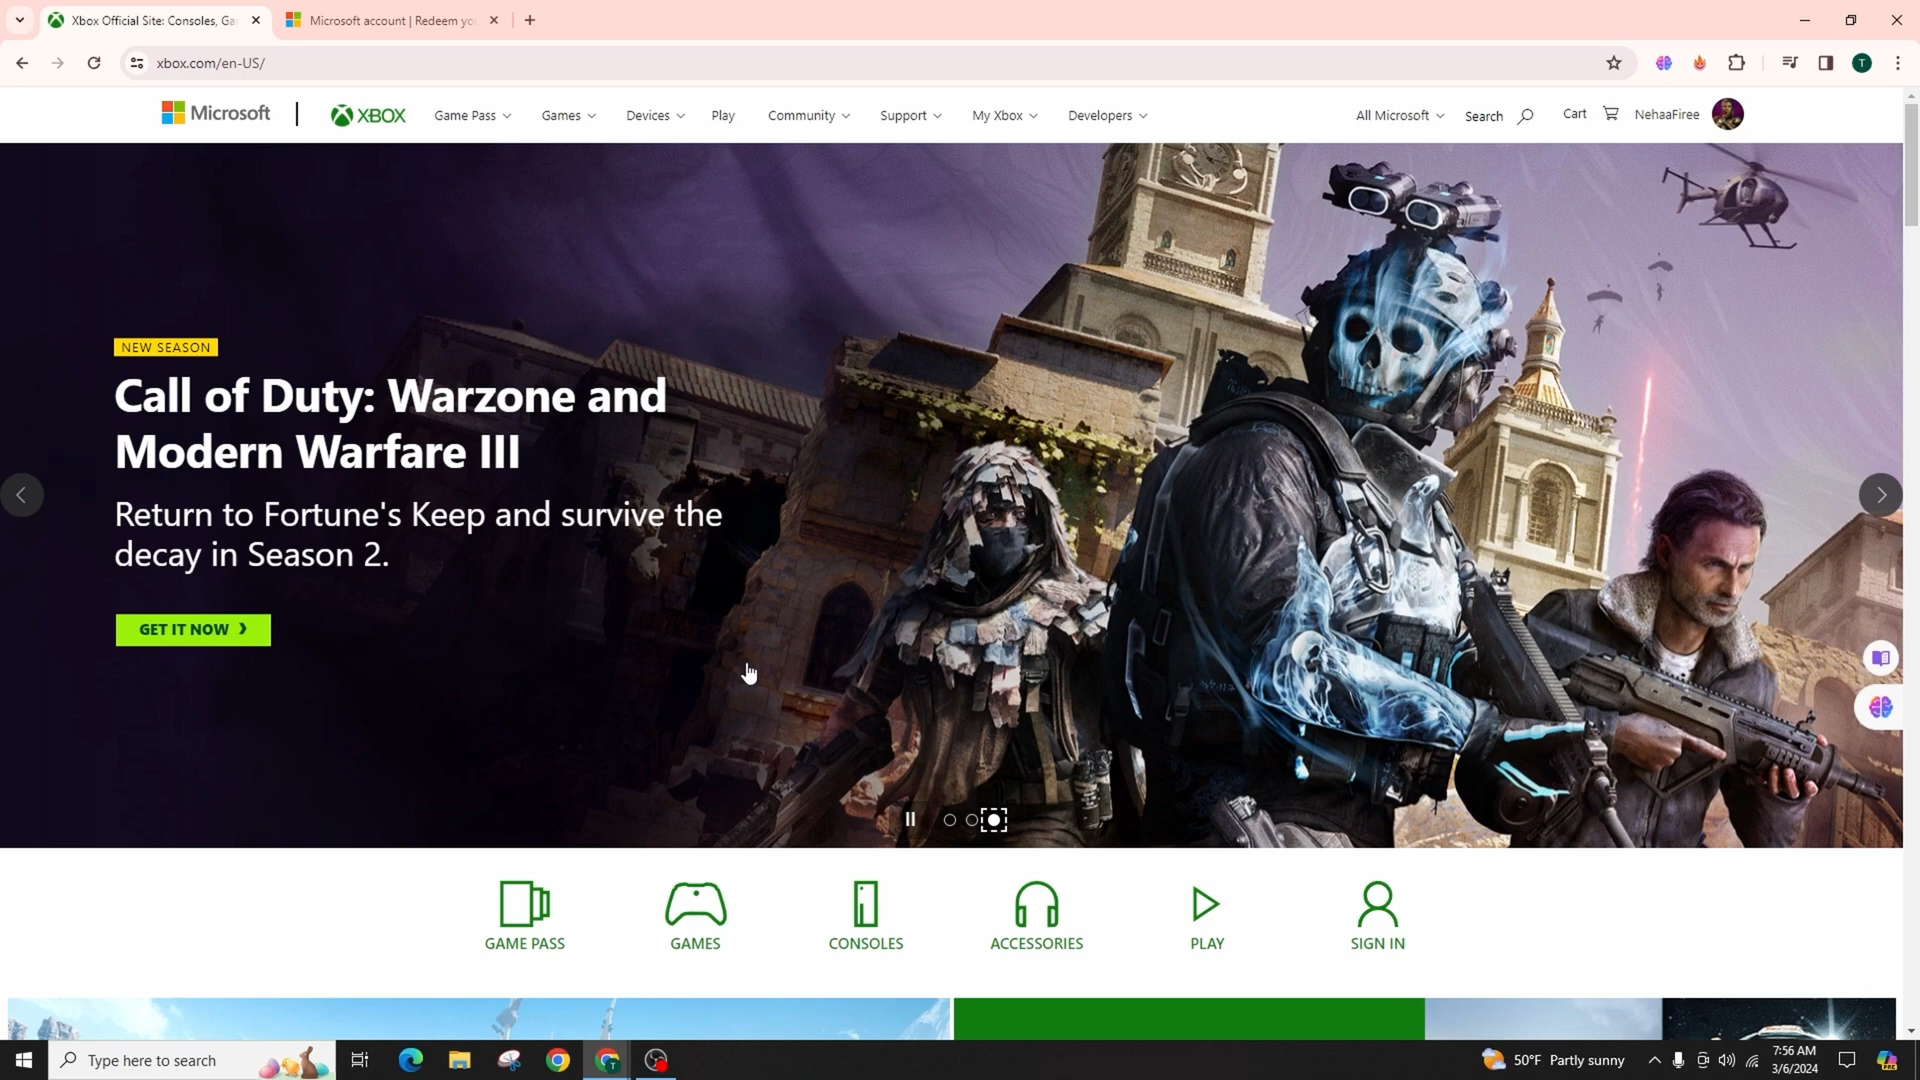 Xbox Official Site: Consoles, Ga
Microsoft account | Redeem yo
xbox.com/en-US/
T
Microsoft
XBOX
Game Pass
Games
Devices
Play
Community
Support
My Xbox
Developers
All Microsoft
Search
Cart
NehaaFiree
NEW SEASON
Call of Duty: Warzone and
Modern Warfare III
Return to Fortune's Keep and survive the
decay in Season 2.
GET IT NOW
GAME PASS
GAMES
CONSOLES
ACCESSORIES
PLAY
SIGN IN
Type here to search
50°F Partly sunny
7:56 AM
3/6/2024